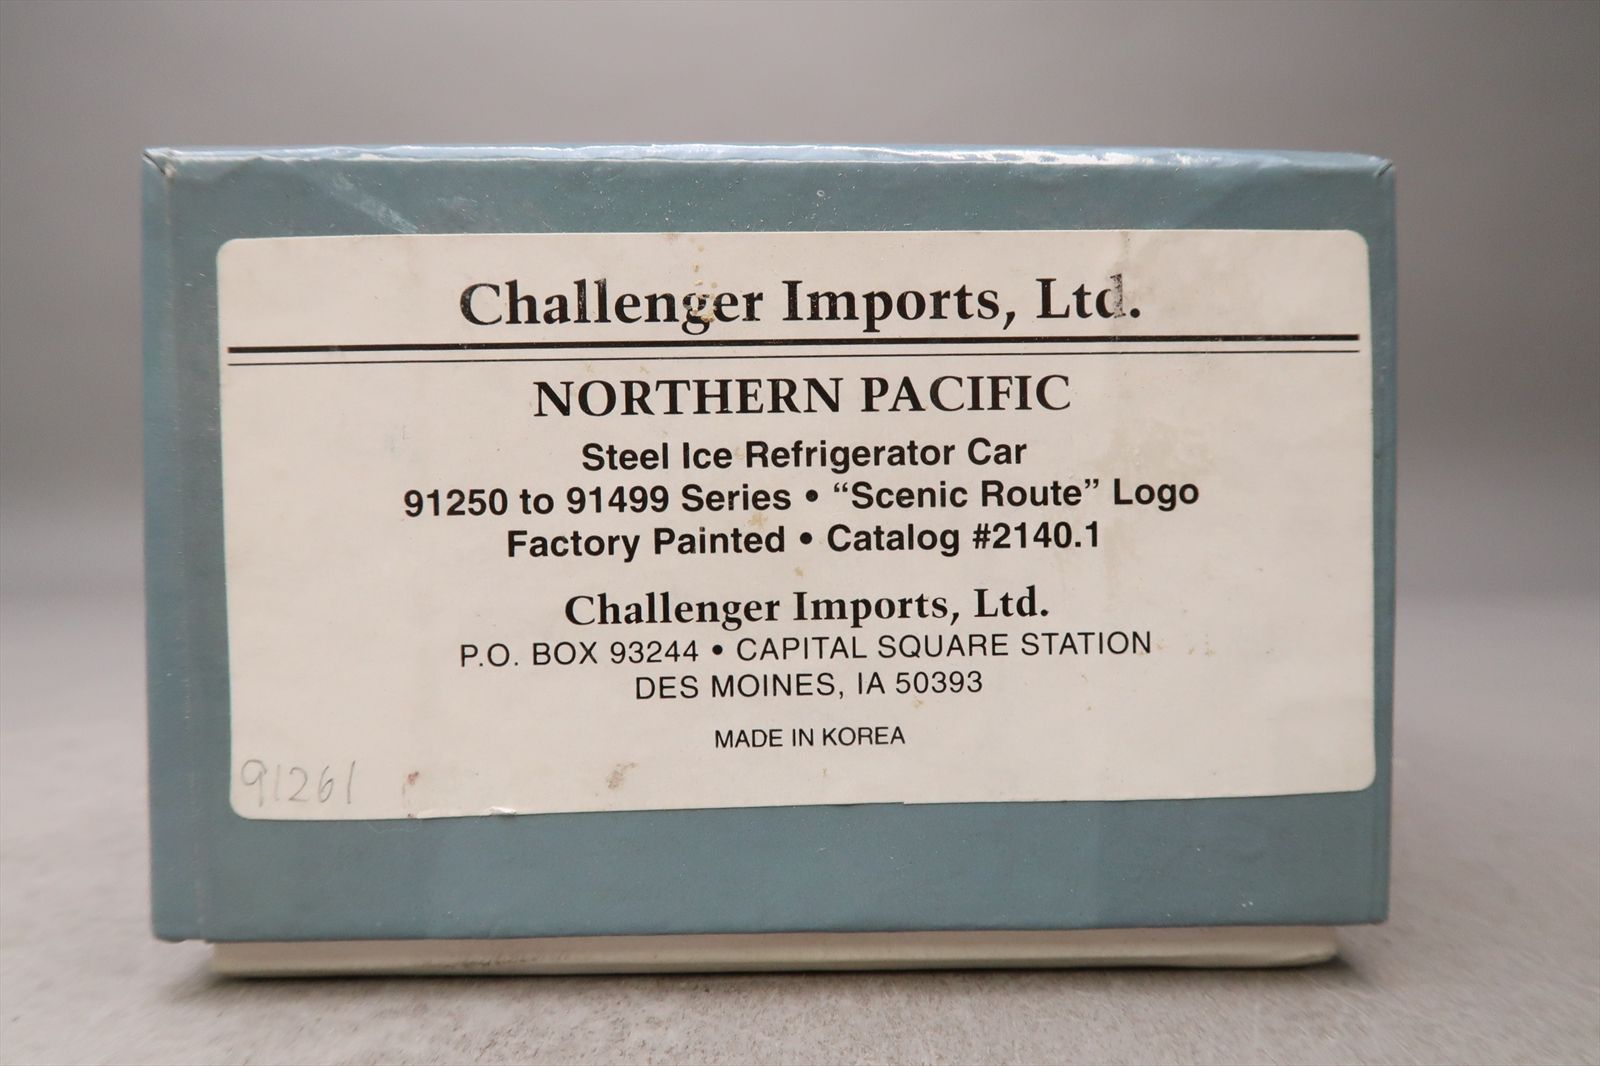 Challenger Imports, Ltd.
NORTHERN PACIFIC
Steel Ice Refrigerator Car
91250 to 91499 Series • “Scenic Route” Logo
Factory Painted • Catalog #2140.1
Challenger Imports, Ltd.
P.O. BOX 93244 • CAPITAL SQUARE STATION
DES MOINES, IA 50393
MADE IN KOREA
91261